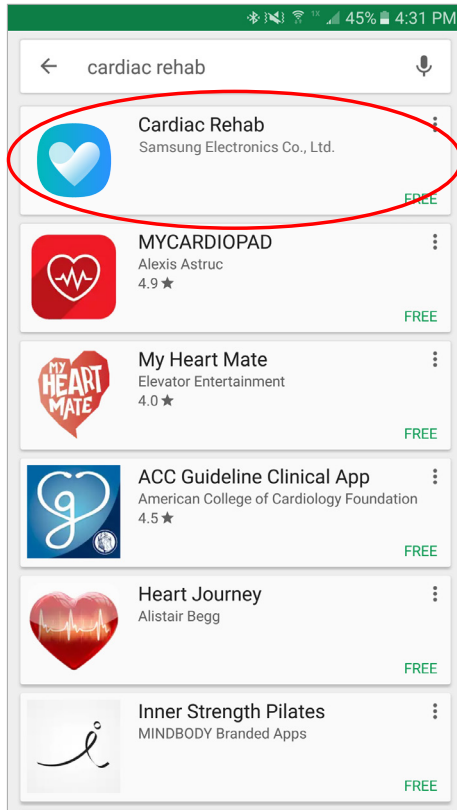 1X 45% 4:31 PM
cardiac rehab
Cardiac Rehab
Samsung Electronics Co., Ltd.
FREE
MYCARDIOPAD
Alexis Astruc
4.9★
FREE
MY
HEART
MATE
My Heart Mate
Elevator Entertainment
4.0★
FREE
ACC Guideline Clinical App
American College of Cardiology Foundation
4.5★
FREE
Heart Journey
Alistair Begg
FREE
Inner Strength Pilates
MINDBODY Branded Apps
FREE